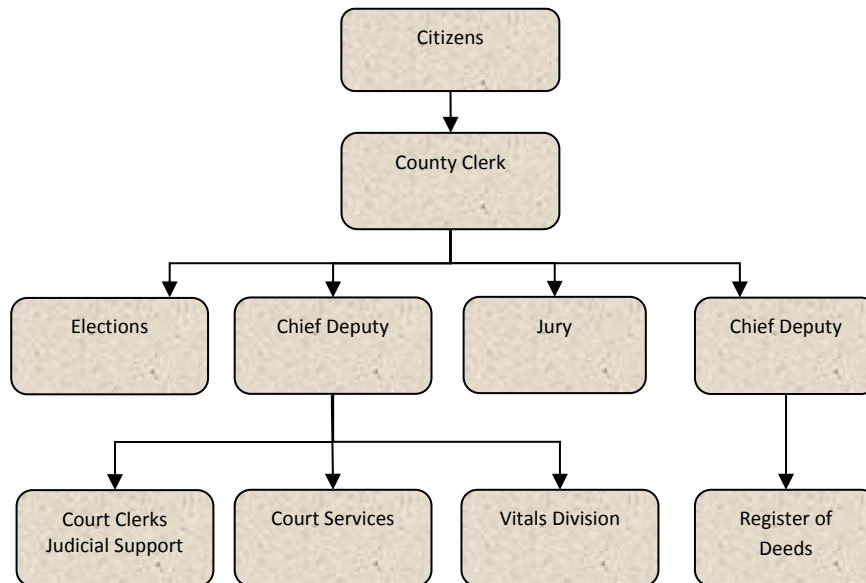 Citizens
County Clerk
Elections
Chief Deputy
Jury
Chief Deputy
Court Clerks
Judicial Support
Court Services
Vitals Division
Register of
Deeds